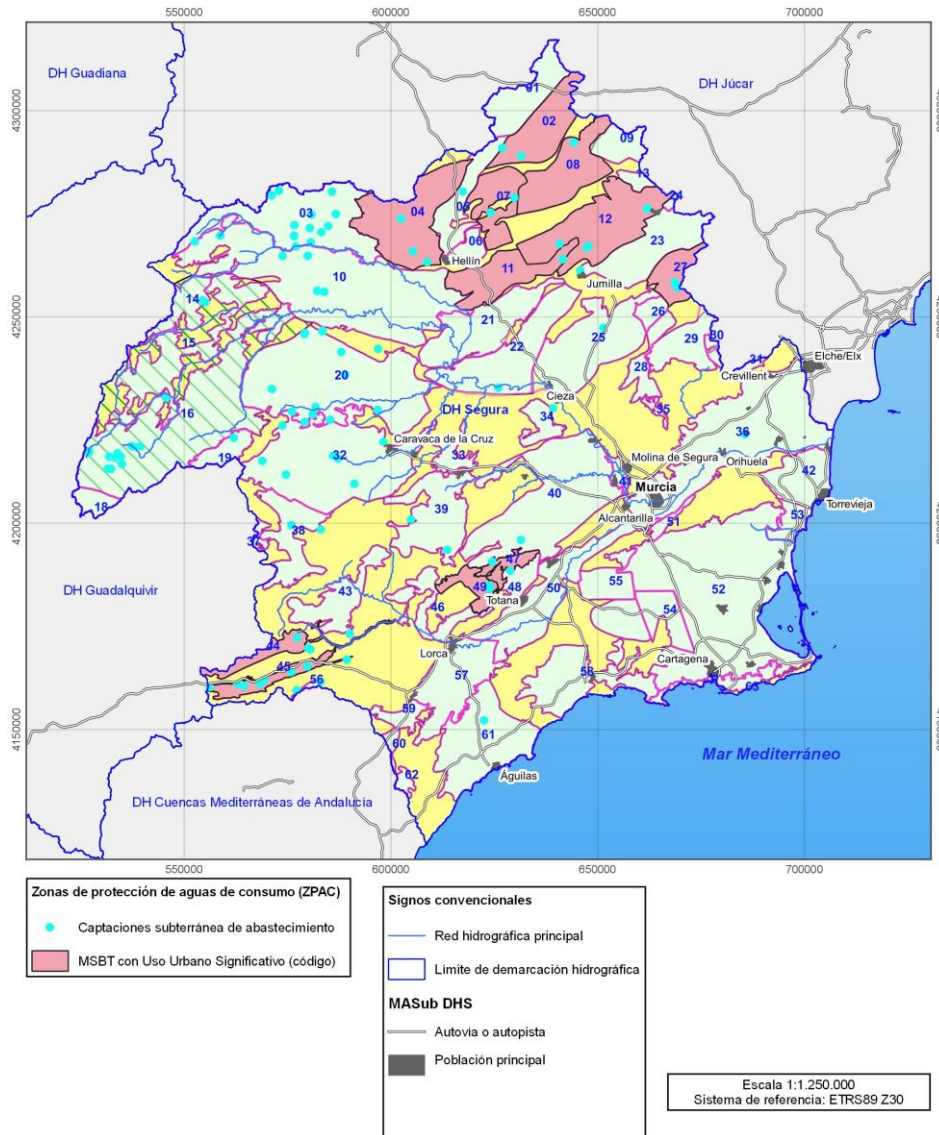 550000 600000 650000 700000
DH Guadiana
DH Júcar
4300000
01
02
09
08
13
07
24
03
04
05
12
06
23
Hellín
10
11
27
Jumilla
14
21
26
25
30
15
22
29
31
Elche/Elx
28
Crevillent
20
DH Segura
Cieza
35
16
34
36
Caravaca de la Cruz
Molina de Segura
Orihuela
42
19
32
33
41
Murcia
18
40
Torrevieja
4200000
39
Alcantarilla
51
53
38
37
DH Guadalquivir
47
55
52
43
49
48
50
46
Totana
54
44
Lorca
Cartagena
45
57
58
56
63
59
4150000
60
61
Mar Mediterráneo
62
Águilas
DH Cuencas Mediterráneas de Andalucía
550000 600000 650000 700000
Zonas de protección de aguas de consumo (ZPAC)
Captaciones subterránea de abastecimiento
MSBT con Uso Urbano Significativo (código)
Signos convencionales
Red hidrográfica principal
Límite de demarcación hidrográfica
MASub DHS
Autovia o autopista
Población principal
Escala 1:1.250.000
Sistema de referencia: ETRS89 Z30